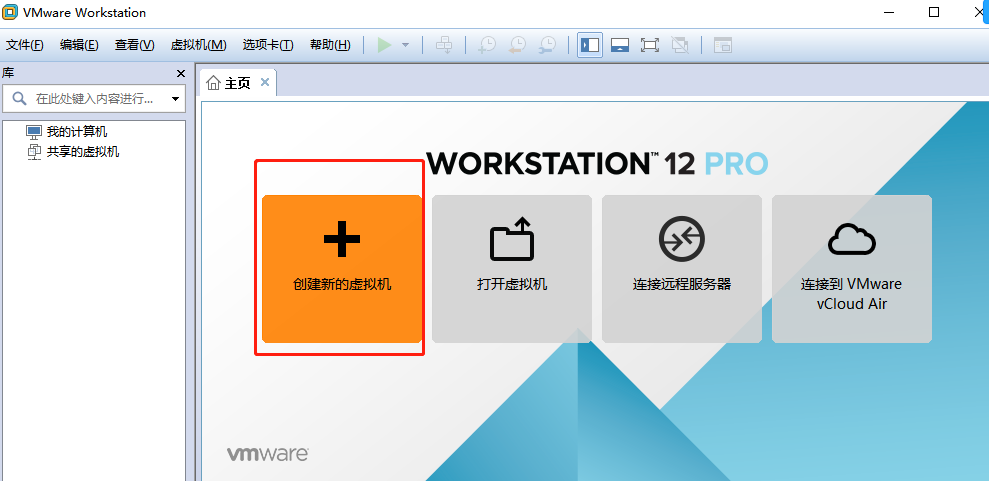 VMware Workstation
文件(F) 编辑(E) 查看(V) 虚拟机(M) 选项卡(T) 帮助(H)
库
主页
在此处键入内容进行...
我的计算机
共享的虚拟机
WORKSTATION™ 12 PRO
创建新的虚拟机
打开虚拟机
连接远程服务器
连接到 VMware
vCloud Air
vmware